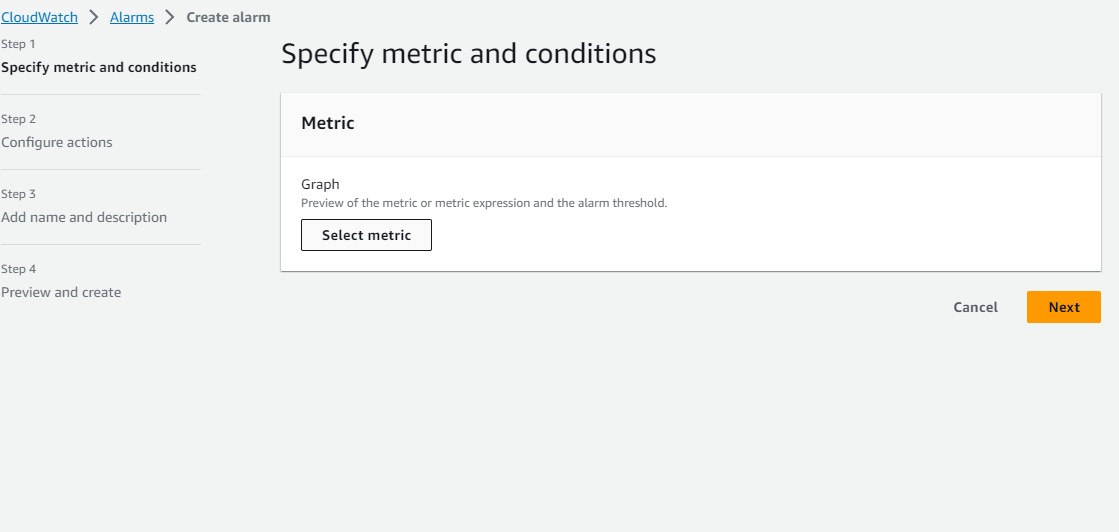 CloudWatch > Alarms > Create alarm
Step 1
Specify metric and conditions
Step 2
Configure actions
Step 3
Add name and description
Step 4
Preview and create
Specify metric and conditions
Metric
Graph
Preview of the metric or metric expression and the alarm threshold.
Select metric
Cancel Next